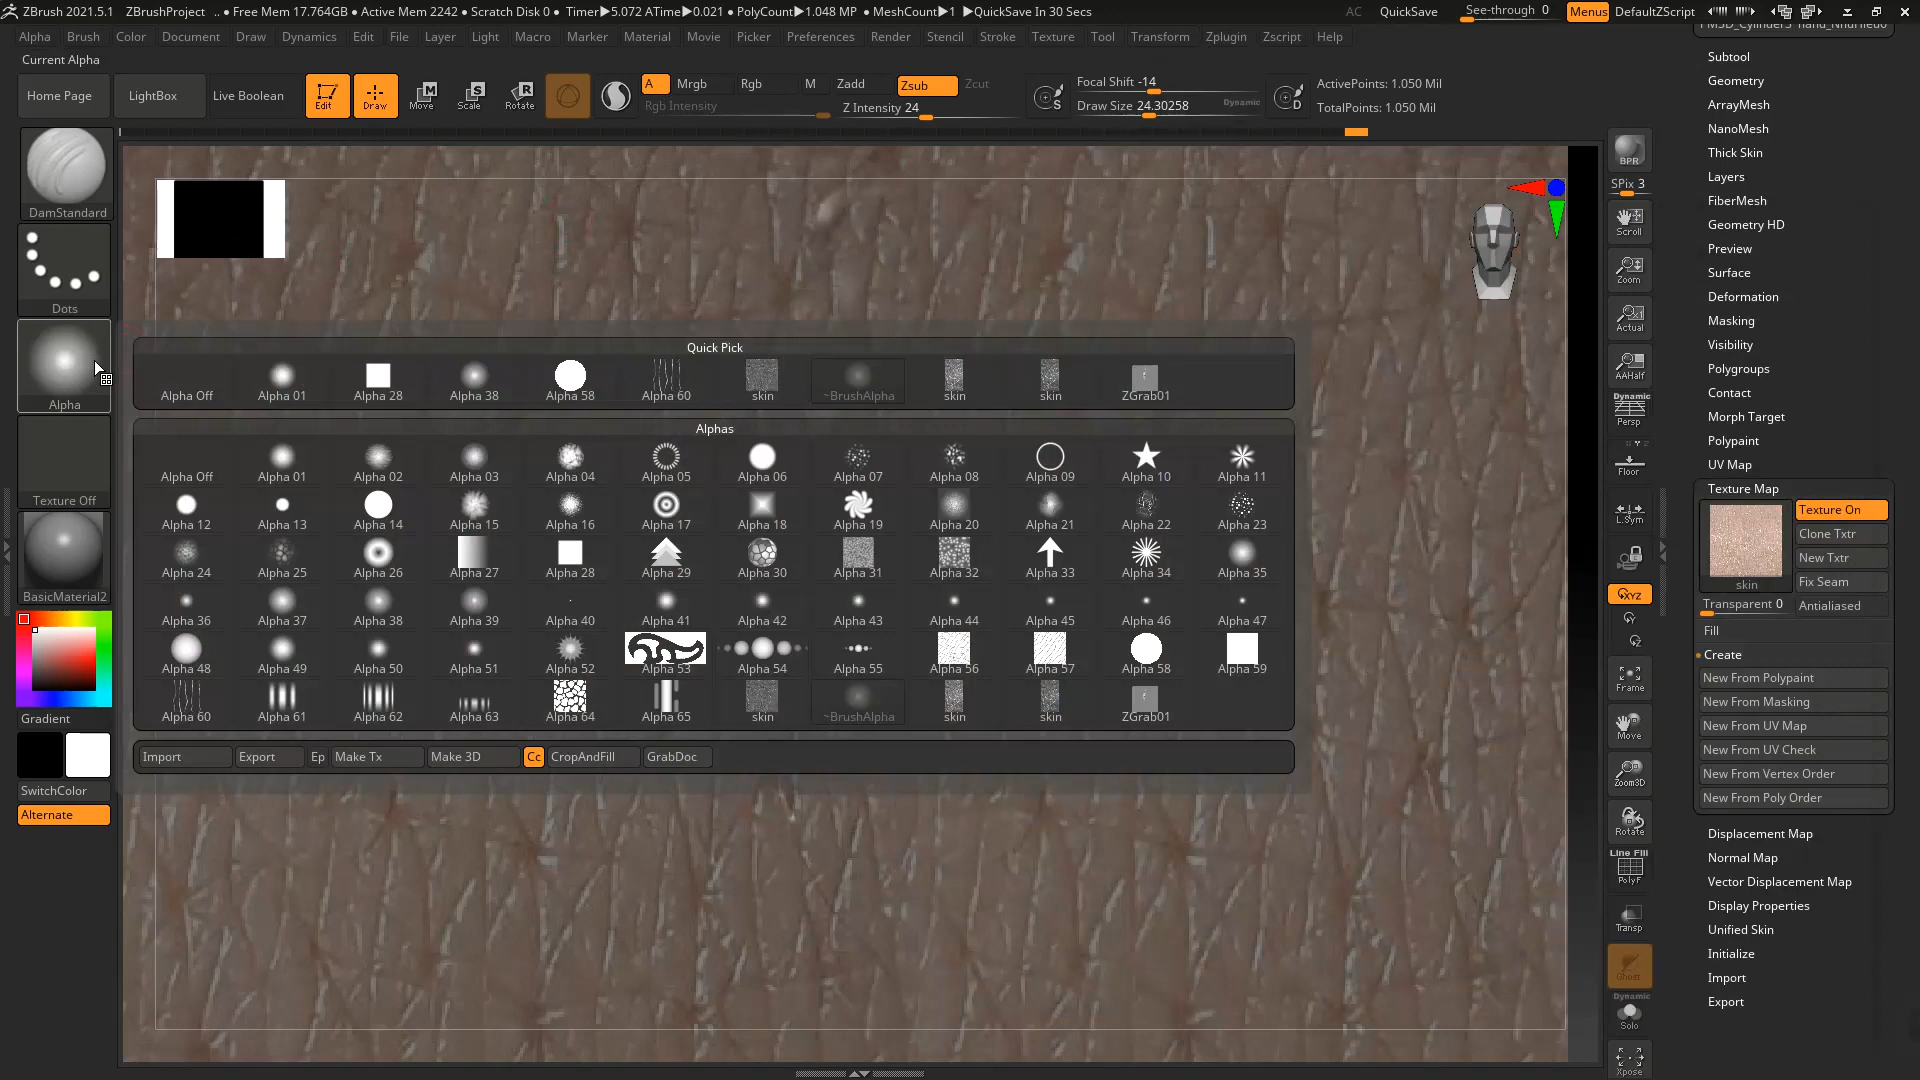 ZBrush 2021.5.1 ZBrushProject .. • Free Mem 17.764GB • Active Mem 2242 • Scratch Disk 0 • Timer▶5.072 ATime▶0.021 • PolyCount▶1.048 MP • MeshCount▶1 ▶QuickSave In 30 Secs AC QuickSave See-through 0 Menus DefaultZScript
Alpha Brush Color Document Draw Dynamics Edit File Layer Light Macro Marker Material Movie Picker Preferences Render Stencil Stroke Texture Tool Transform Zplugin Zscript Help
Current Alpha
Home Page LightBox Live Boolean Edit Draw Move Scale Rotate
A Mrgb Rgb M Zadd Zsub Zcut
Rgb Intensity Z Intensity 24
S Focal Shift -14
Draw Size 24.30258 Dynamic D
ActivePoints: 1.050 Mil
TotalPoints: 1.050 Mil
DamStandard
Dots
Alpha
Texture Off
BasicMaterial2
Gradient
SwitchColor
Alternate
Quick Pick
Alpha Off Alpha 01 Alpha 28 Alpha 38 Alpha 58 Alpha 60 skin ~BrushAlpha skin skin ZGrab01
Alphas
Alpha Off Alpha 01 Alpha 02 Alpha 03 Alpha 04 Alpha 05 Alpha 06 Alpha 07 Alpha 08 Alpha 09 Alpha 10 Alpha 11
Alpha 12 Alpha 13 Alpha 14 Alpha 15 Alpha 16 Alpha 17 Alpha 18 Alpha 19 Alpha 20 Alpha 21 Alpha 22 Alpha 23
Alpha 24 Alpha 25 Alpha 26 Alpha 27 Alpha 28 Alpha 29 Alpha 30 Alpha 31 Alpha 32 Alpha 33 Alpha 34 Alpha 35
Alpha 36 Alpha 37 Alpha 38 Alpha 39 Alpha 40 Alpha 41 Alpha 42 Alpha 43 Alpha 44 Alpha 45 Alpha 46 Alpha 47
Alpha 48 Alpha 49 Alpha 50 Alpha 51 Alpha 52 Alpha 53 Alpha 54 Alpha 55 Alpha 56 Alpha 57 Alpha 58 Alpha 59
Alpha 60 Alpha 61 Alpha 62 Alpha 63 Alpha 64 Alpha 65 skin ~BrushAlpha skin skin ZGrab01
Import Export Ep Make Tx Make 3D Cc CropAndFill GrabDoc
BPR
SPix 3
Scroll
Zoom
Actual
AAHalf
Dynamic
Persp
Floor
L.Sym
XYZ
Frame
Move
Zoom3D
Rotate
Line Fill
PolyF
Transp
Ghost
Dynamic
Solo
Xpose
Subtool
Geometry
ArrayMesh
NanoMesh
Thick Skin
Layers
FiberMesh
Geometry HD
Preview
Surface
Deformation
Masking
Visibility
Polygroups
Contact
Morph Target
Polypaint
UV Map
Texture Map
skin
Texture On
Clone Txtr
New Txtr
Fix Seam
Transparent 0 Antialiased
Fill
Create
New From Polypaint
New From Masking
New From UV Map
New From UV Check
New From Vertex Order
New From Poly Order
Displacement Map
Normal Map
Vector Displacement Map
Display Properties
Unified Skin
Initialize
Import
Export